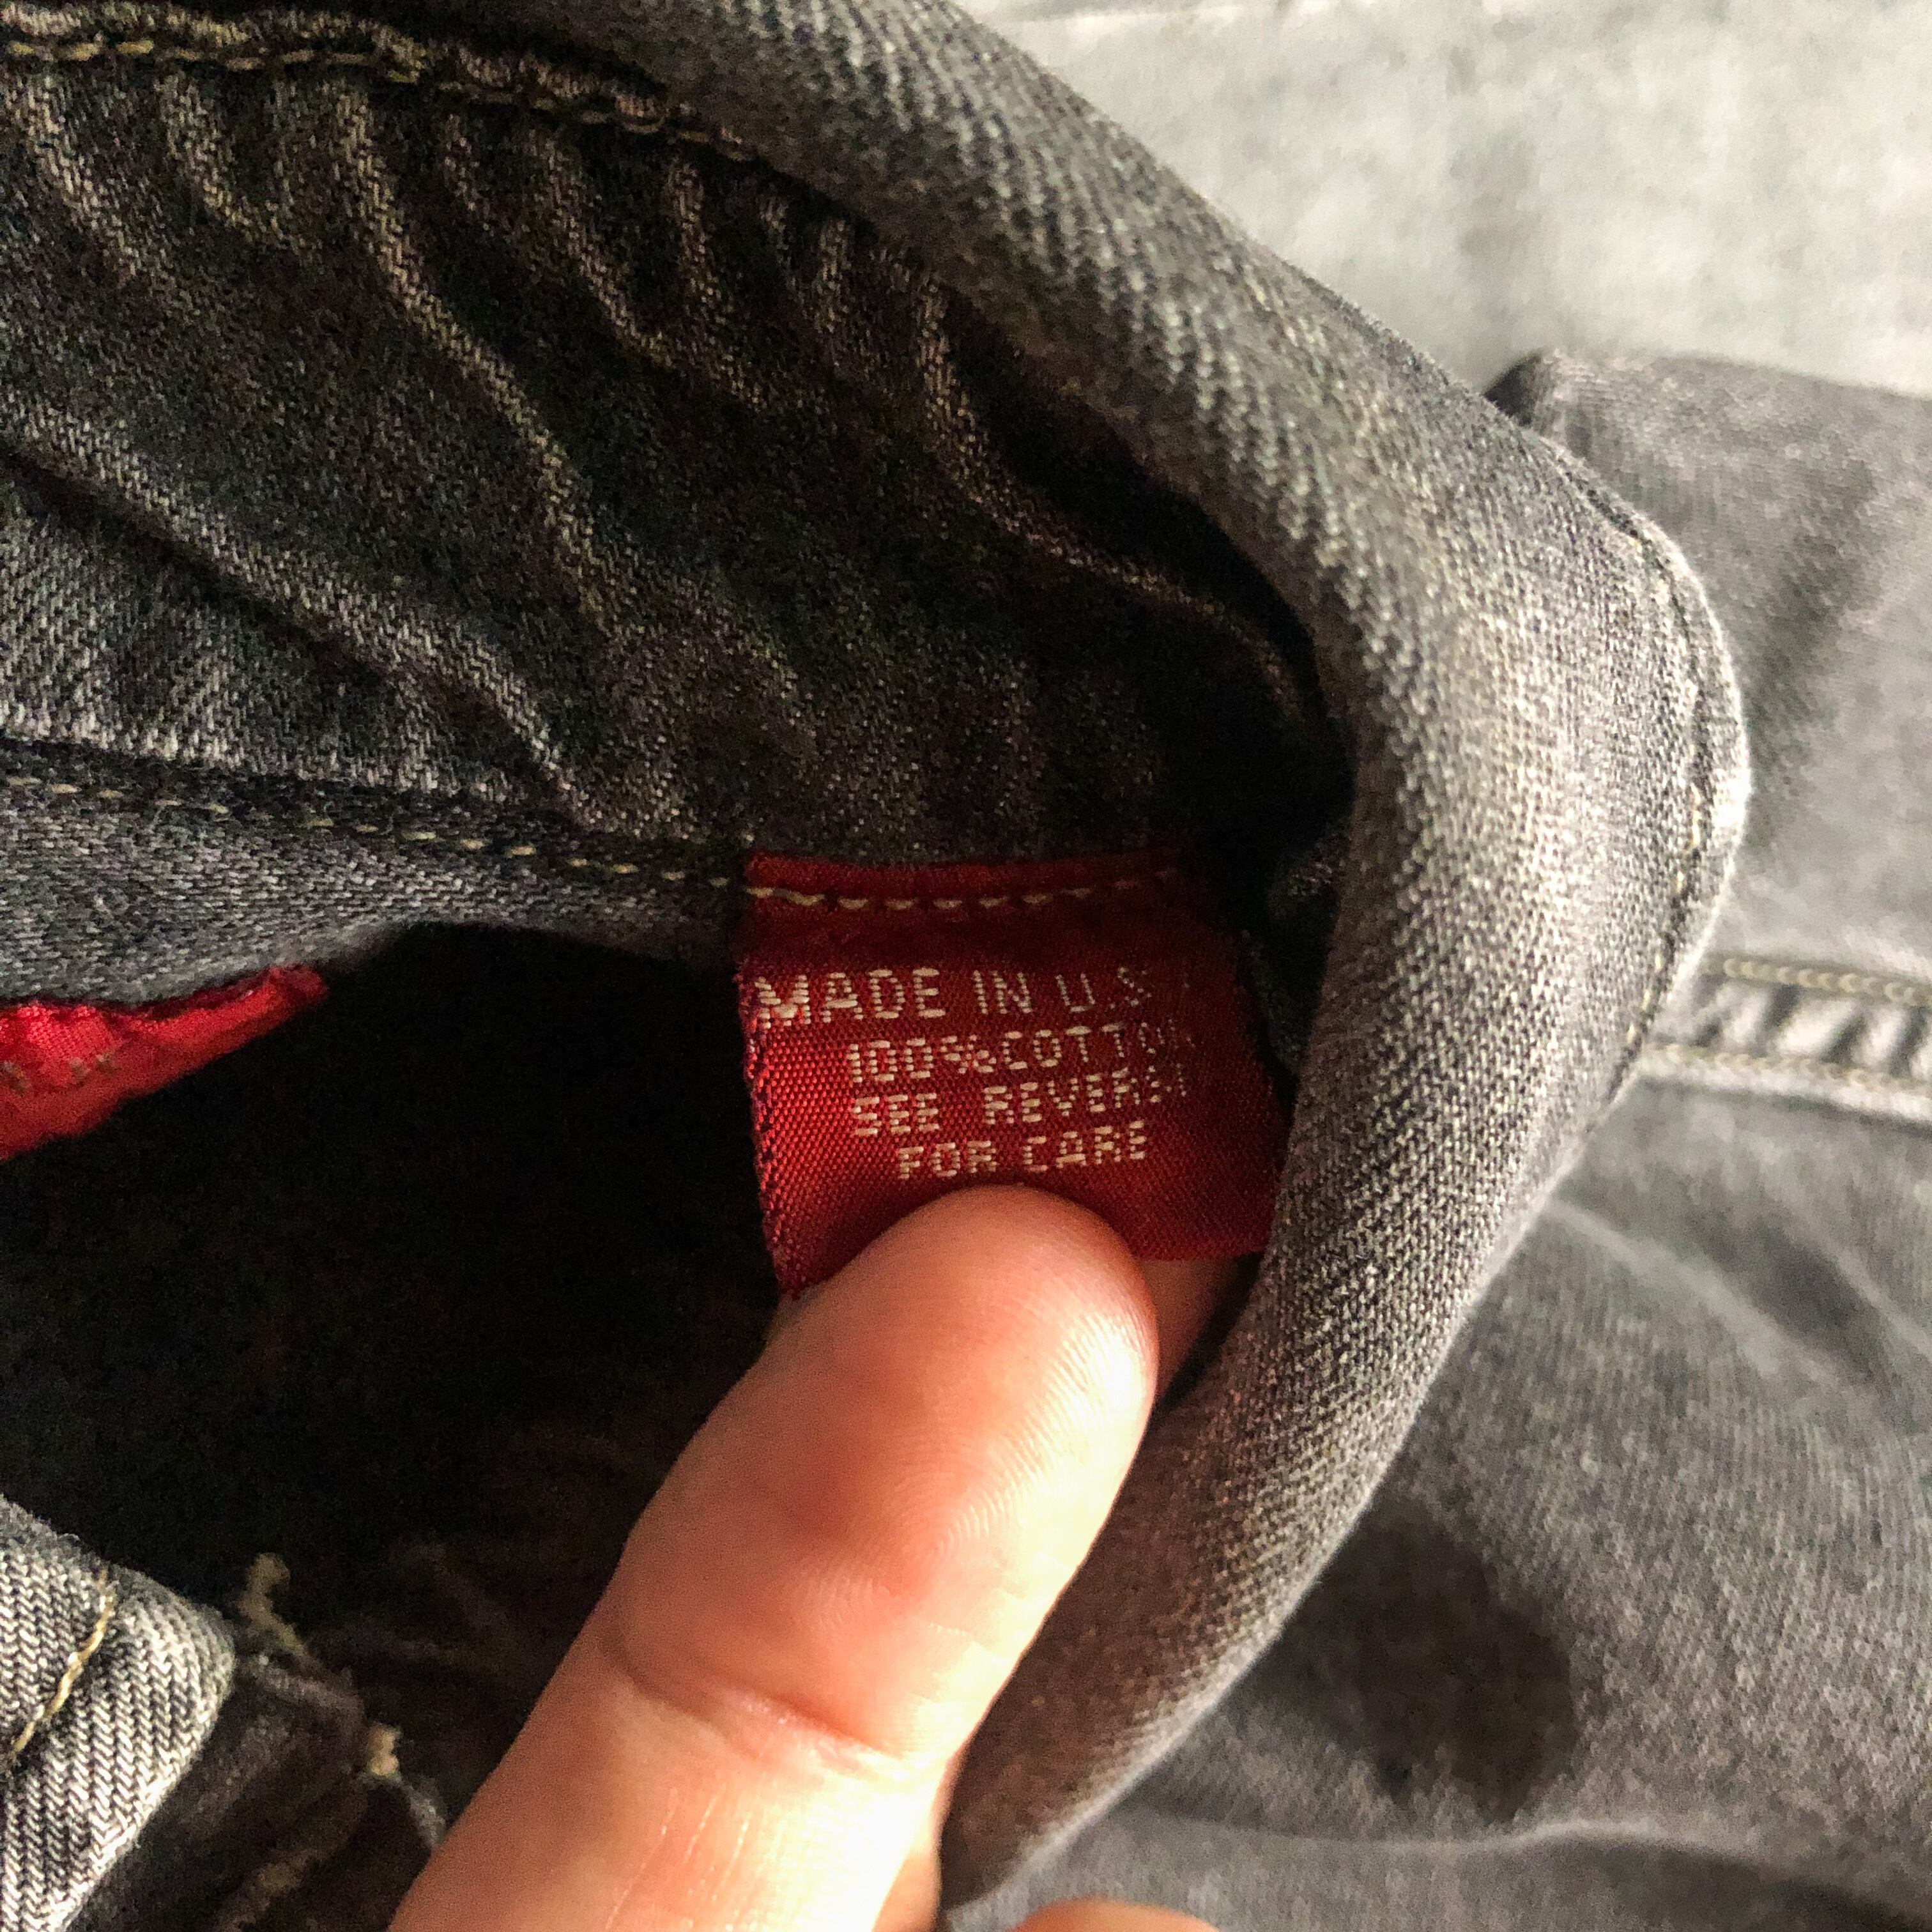 MADE IN U.S
100% COTTON
SEE REVERSE
FOR CARE